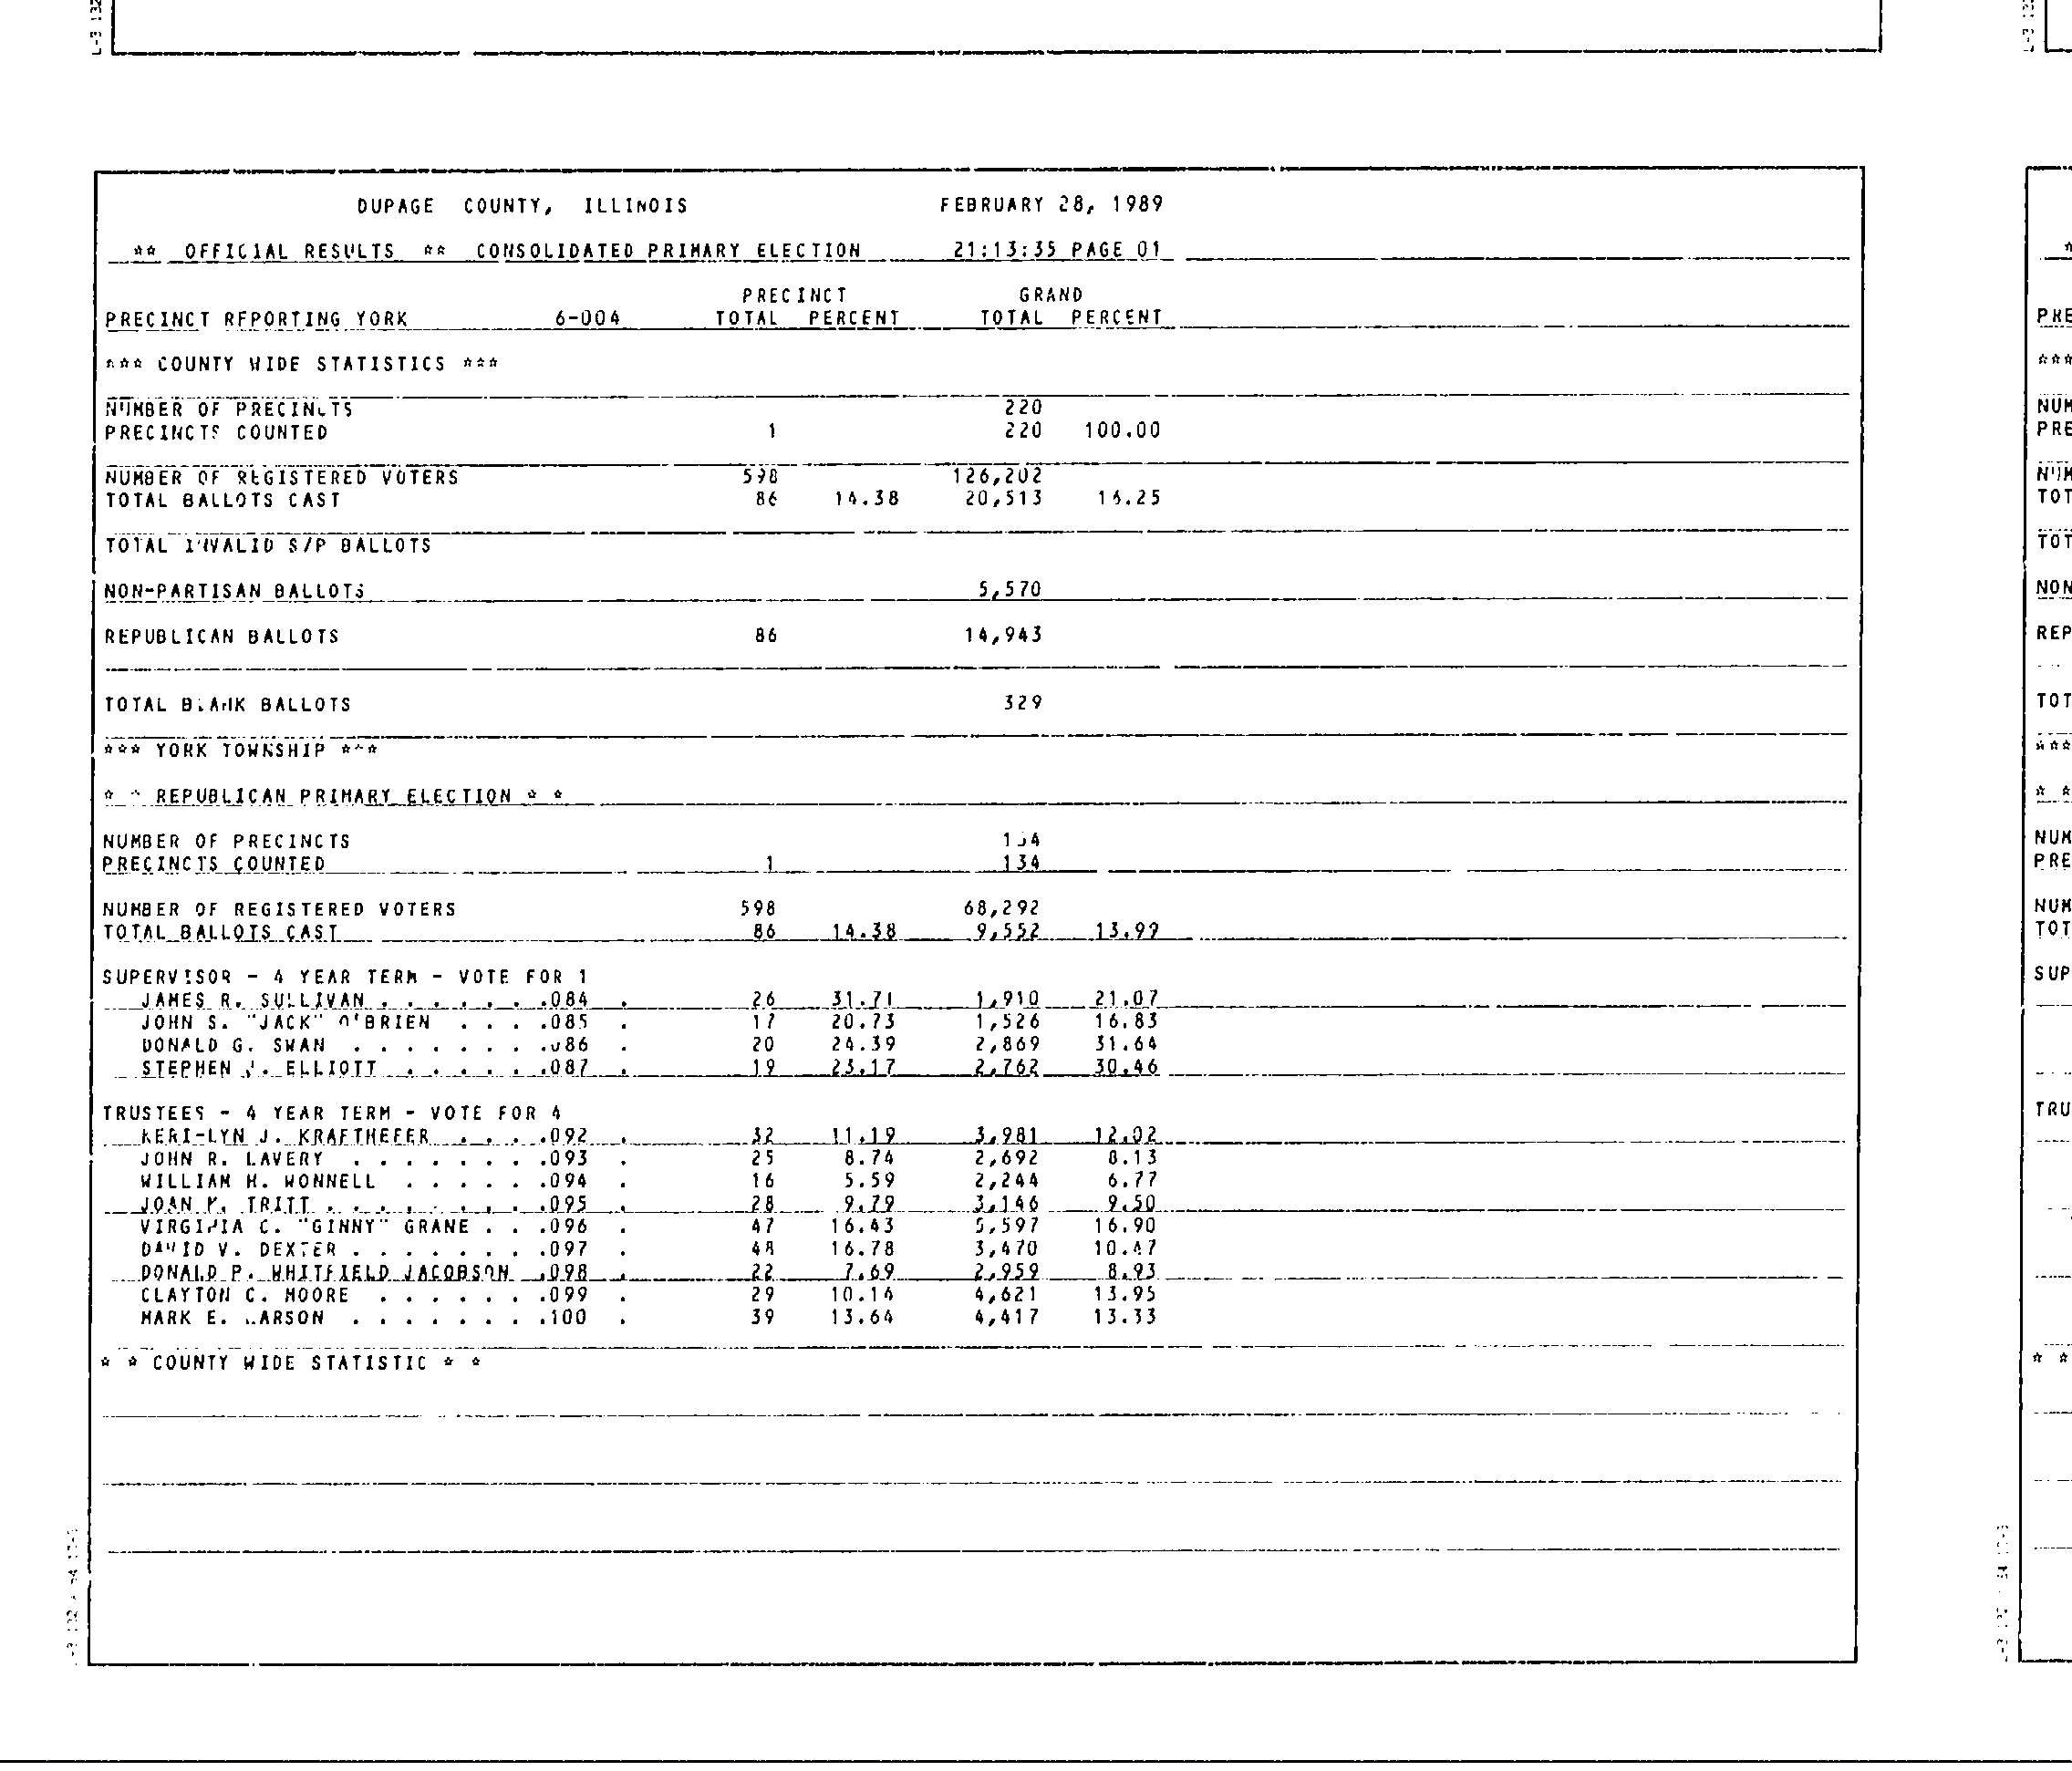 DUPAGE COUNTY, ILLINOIS FEBRUARY 28, 1989
** OFFICIAL RESULTS ** CONSOLIDATED PRIMARY ELECTION 21:13:35 PAGE 01
PRECINCT GRAND
PRECINCT REPORTING YORK 6-004 TOTAL PERCENT TOTAL PERCENT
*** COUNTY WIDE STATISTICS ***
NUMBER OF PRECINCTS 220
PRECINCTS COUNTED 1 220 100.00
NUMBER OF REGISTERED VOTERS 598 126,202
TOTAL BALLOTS CAST 86 14.38 20,513 16.25
TOTAL INVALID S/P BALLOTS
NON-PARTISAN BALLOTS 5,570
REPUBLICAN BALLOTS 86 14,943
TOTAL BLANK BALLOTS 329
*** YORK TOWNSHIP ***
* * REPUBLICAN PRIMARY ELECTION * *
NUMBER OF PRECINCTS 134
PRECINCTS COUNTED 1 134
NUMBER OF REGISTERED VOTERS 598 68,292
TOTAL BALLOTS CAST 86 14.38 9,552 13.99
SUPERVISOR - 4 YEAR TERM - VOTE FOR 1
JAMES R. SULLIVAN . . . . . . .084 . 26 31.71 1,910 21.07
JOHN S. "JACK" O'BRIEN . . . .085 . 17 20.73 1,526 16.83
DONALD G. SWAN . . . . . . . .086 . 20 24.39 2,869 31.64
STEPHEN J. ELLIOTT . . . . . .087 . 19 23.17 2,762 30.46
TRUSTEES - 4 YEAR TERM - VOTE FOR 4
KERI-LYN J. KRAFTHEFER . . . .092 . 32 11.19 3,981 12.02
JOHN R. LAVERY . . . . . . . .093 . 25 8.74 2,692 8.13
WILLIAM H. WONNELL . . . . . .094 . 16 5.59 2,244 6.77
JOAN K. TRITT . . . . . . . . .095 . 28 9.79 3,146 9.50
VIRGINIA C. "GINNY" GRANE . . .096 . 47 16.43 5,597 16.90
DAVID V. DEXTER . . . . . . . .097 . 48 16.78 3,470 10.47
DONALD P. WHITFIELD JACOBSON .098 . 22 7.69 2,959 8.93
CLAYTON C. MOORE . . . . . . .099 . 29 10.14 4,621 13.95
MARK E. LARSON . . . . . . . .100 . 39 13.64 4,417 13.33
* * COUNTY WIDE STATISTIC * *